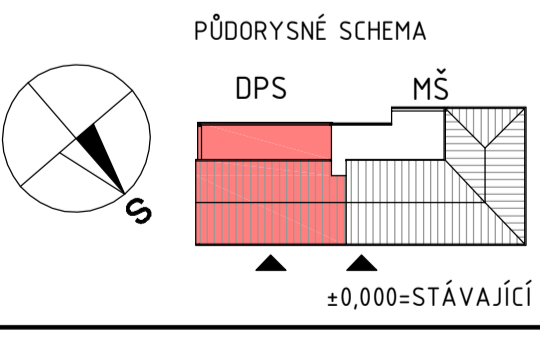 PŮDORYSNÉ SCHEMA
DPS MŠ
S
±0,000=STÁVAJÍCÍ